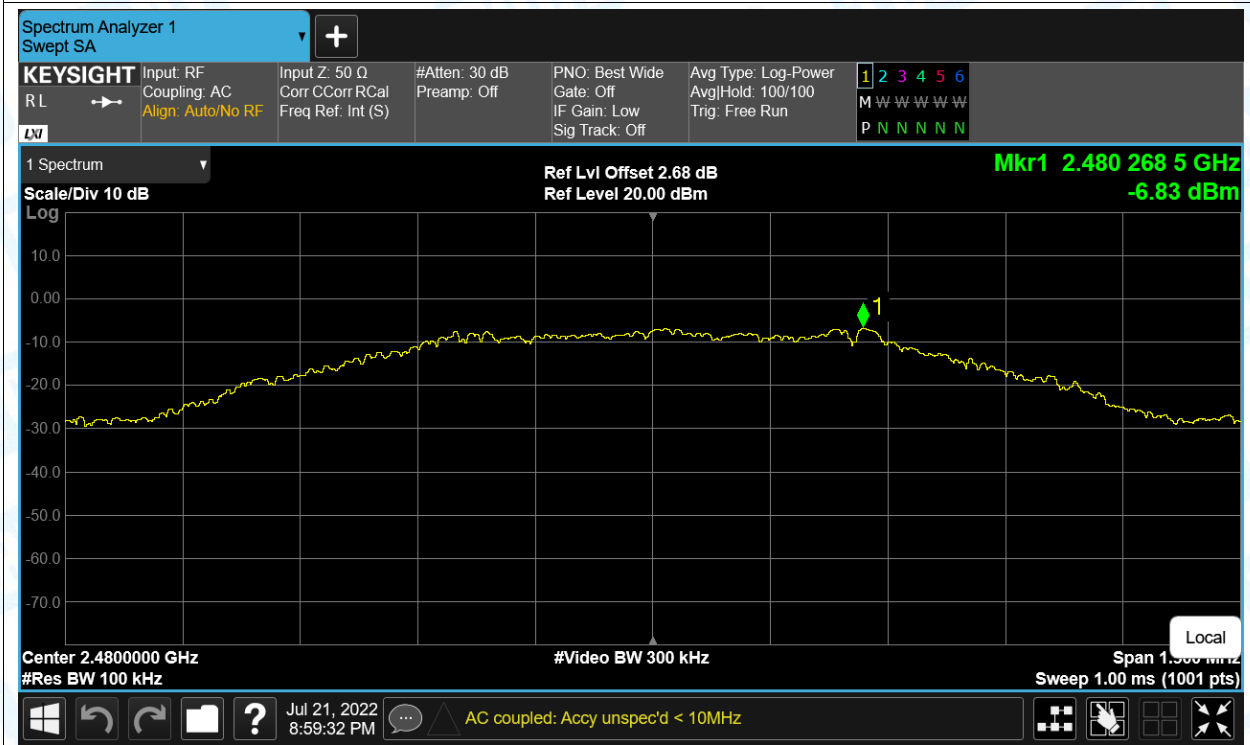 Spectrum Analyzer 1
Swept SA
+
KEYSIGHT
R L
LXI
Input: RF
Coupling: AC
Align: Auto/No RF
Input Z: 50 Ω
Corr CCorr RCal
Freq Ref: Int (S)
#Atten: 30 dB
Preamp: Off
PNO: Best Wide
Gate: Off
IF Gain: Low
Sig Track: Off
Avg Type: Log-Power
Avg|Hold: 100/100
Trig: Free Run
1 2 3 4 5 6
M W W W W W
P N N N N N
1 Spectrum
Scale/Div 10 dB
Log
Ref Lvl Offset 2.68 dB
Ref Level 20.00 dBm
Mkr1 2.480 268 5 GHz
-6.83 dBm
10.0
0.00
1
-10.0
-20.0
-30.0
-40.0
-50.0
-60.0
-70.0
Local
Center 2.4800000 GHz
#Video BW 300 kHz
Span
#Res BW 100 kHz
Sweep 1.00 ms (1001 pts)
?
Jul 21, 2022
8:59:32 PM
AC coupled: Accy unspec'd < 10MHz